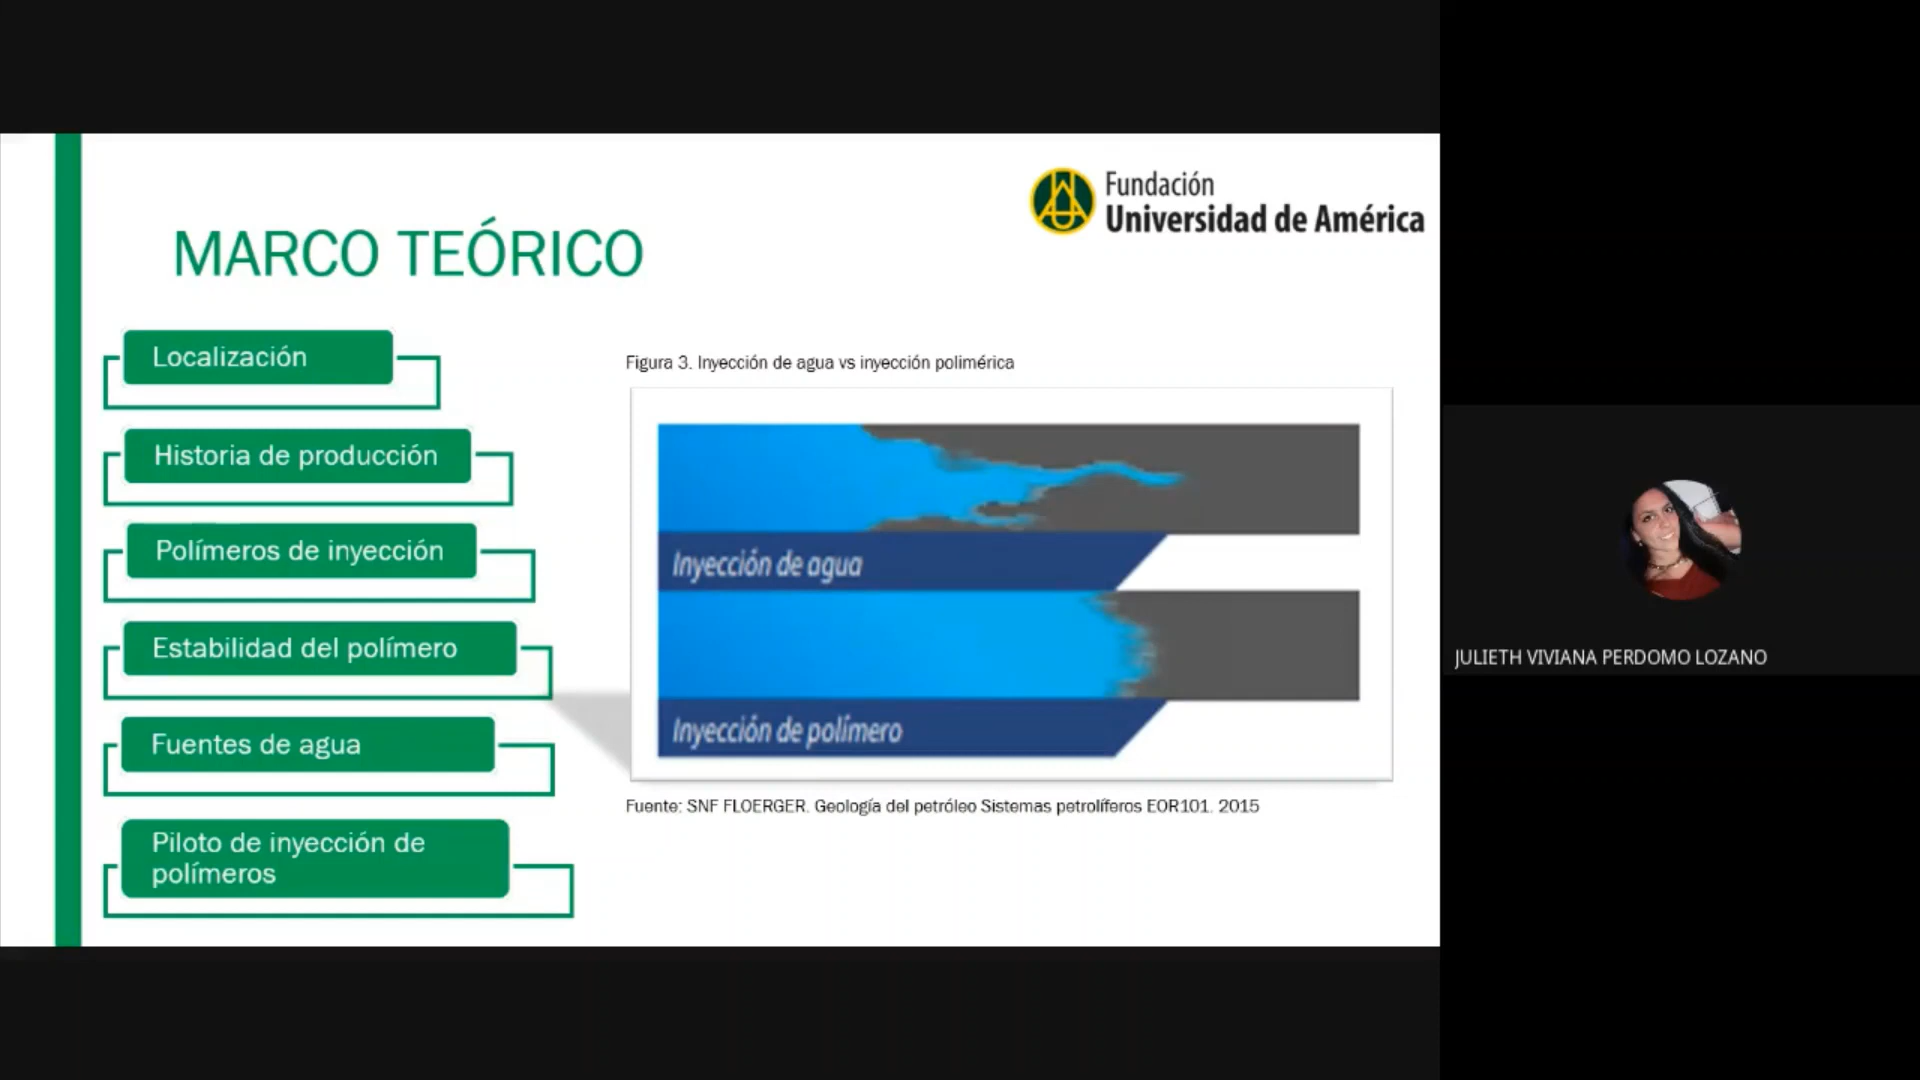 Fundación
Universidad de América
MARCO TEÓRICO
Localización
Historia de producción
Polímeros de inyección
Estabilidad del polímero
Fuentes de agua
Piloto de inyección de
polímeros
Figura 3. Inyección de agua vs inyección polimérica
Inyección de agua
Inyección de polímero
Fuente: SNF FLOERGER. Geología del petróleo Sistemas petrolíferos EOR101. 2015
JULIETH VIVIANA PERDOMO LOZANO